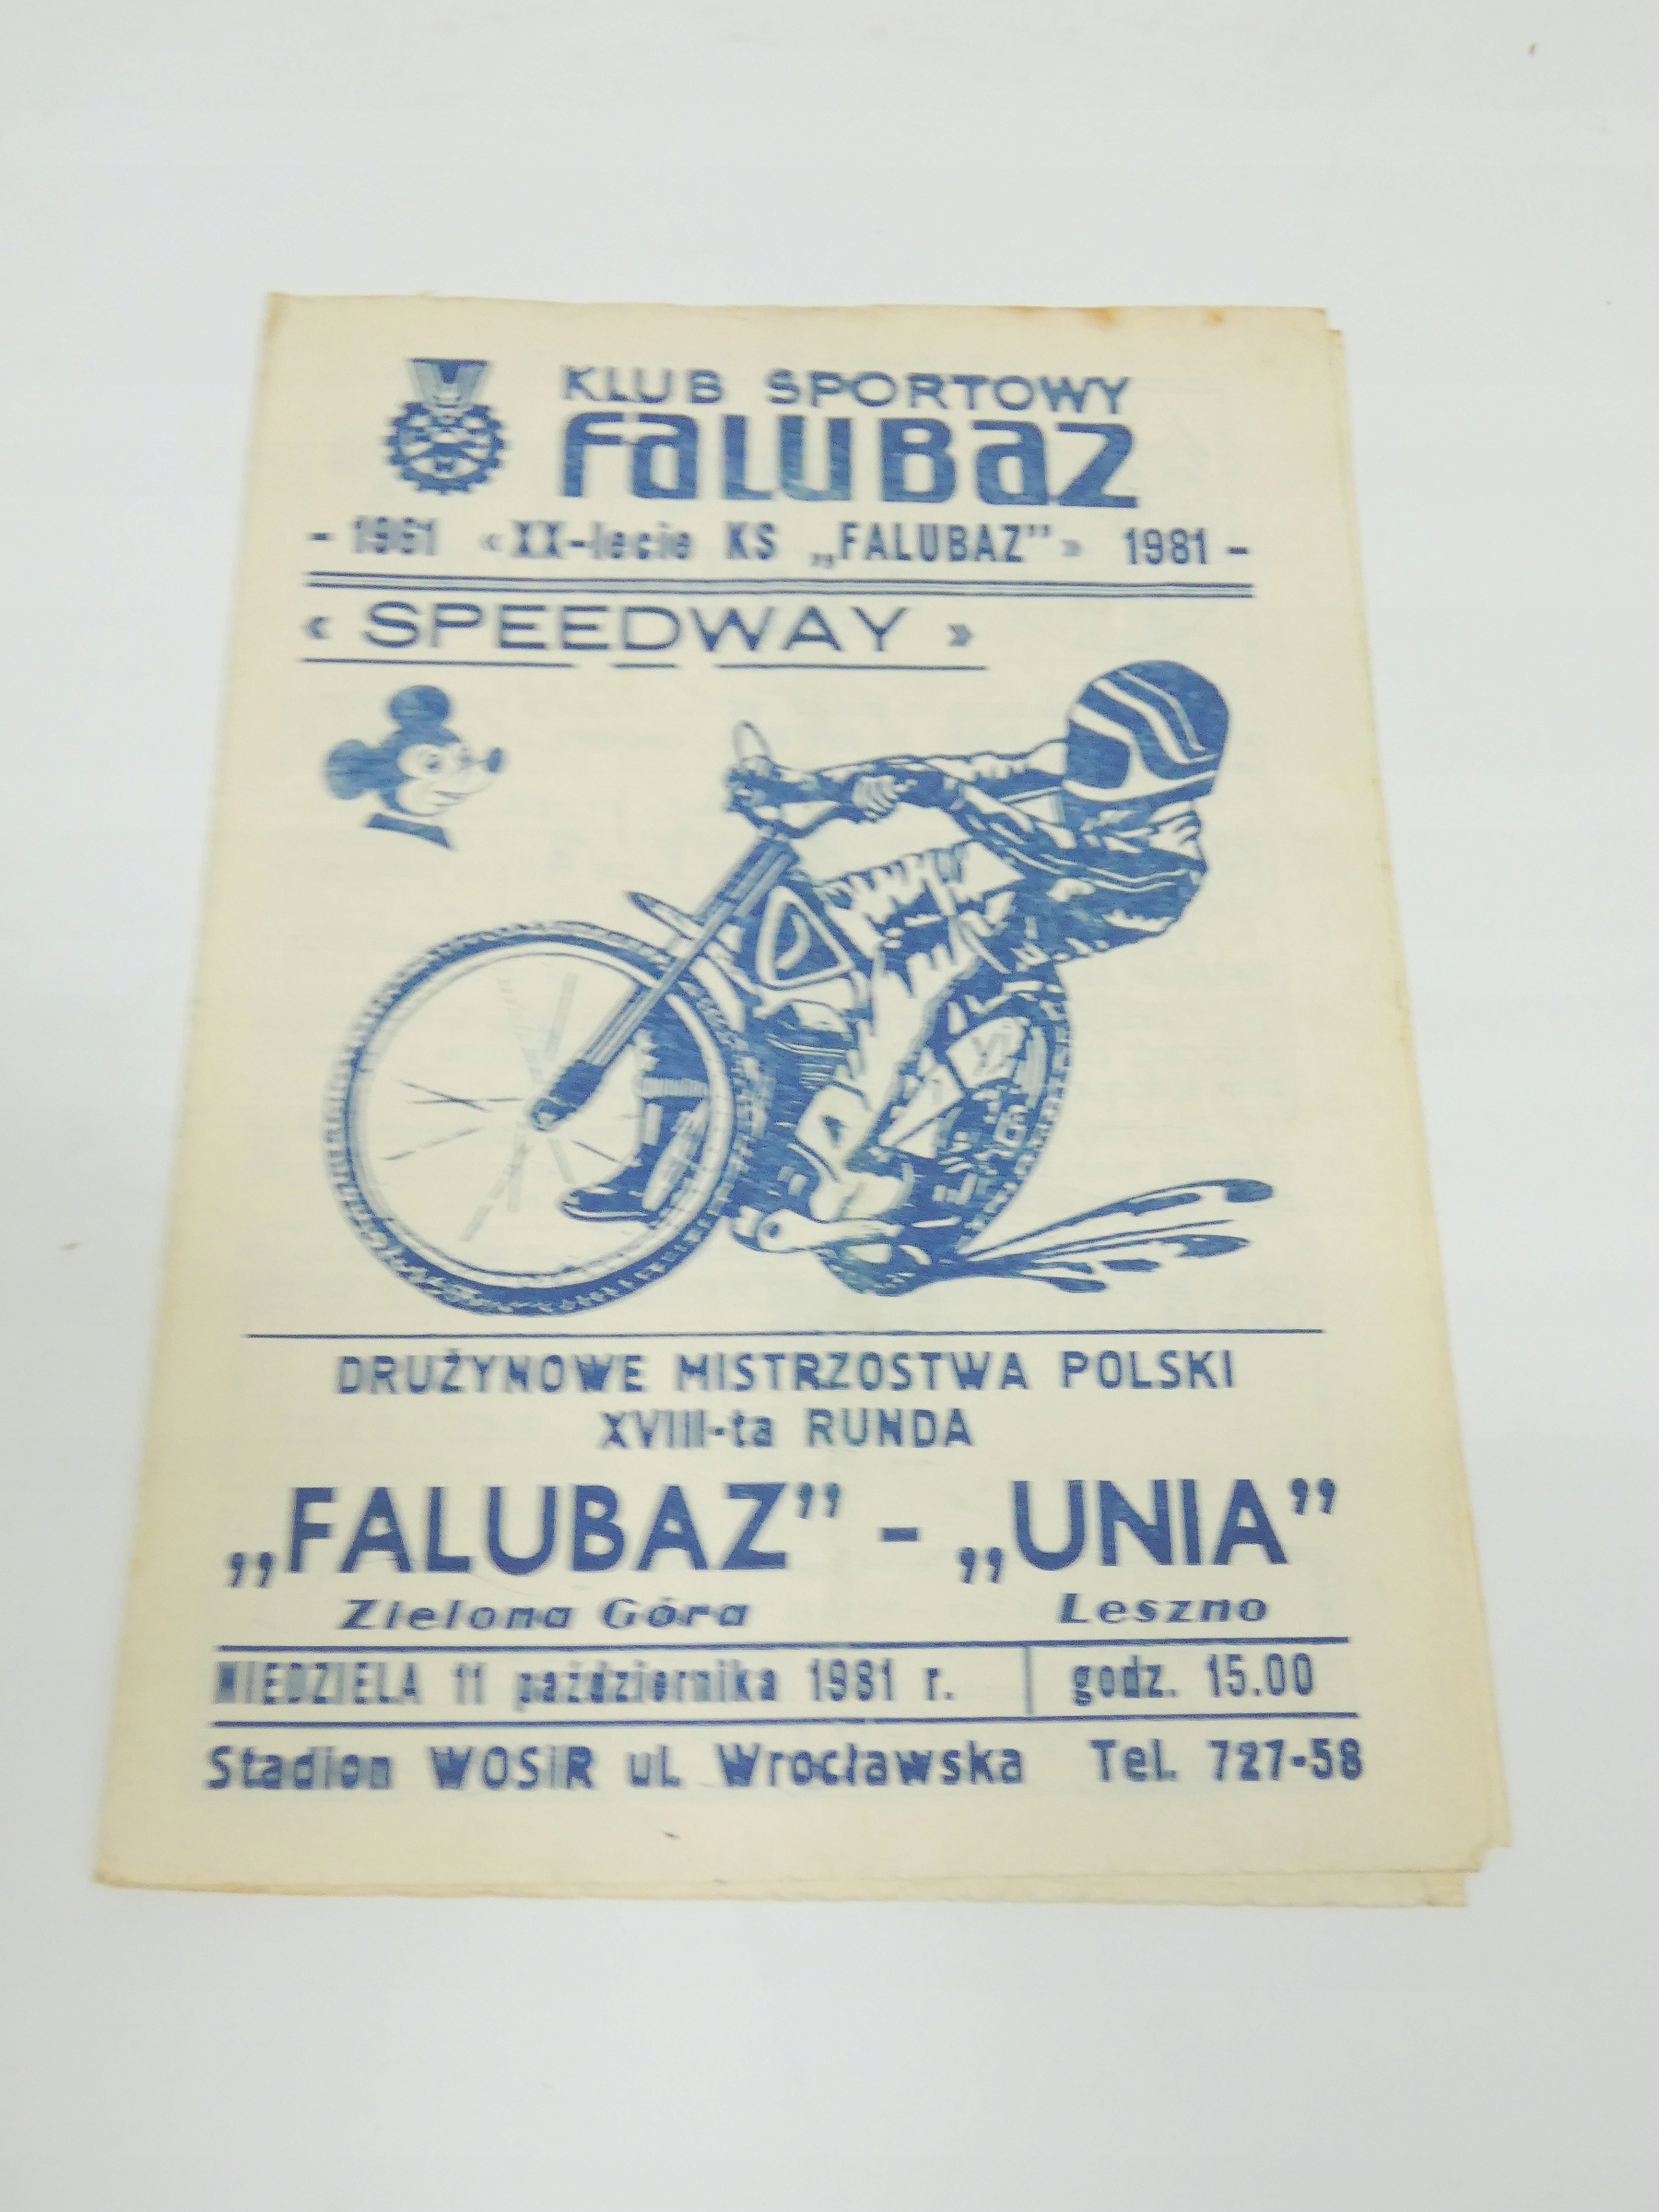 KLUB SPORTOWY
FALUBAZ
- 1961 «XX-lecie KS „FALUBAZ”» 1981 -
« SPEEDWAY »
DRUŻYNOWE MISTRZOSTWA POLSKI
XVIII-ta RUNDA
„FALUBAZ” - „UNIA”
Zielona Góra Leszno
NIEDZIELA 11 października 1981 r. godz. 15.00
Stadion WOSiR ul. Wrocławska Tel. 727-58